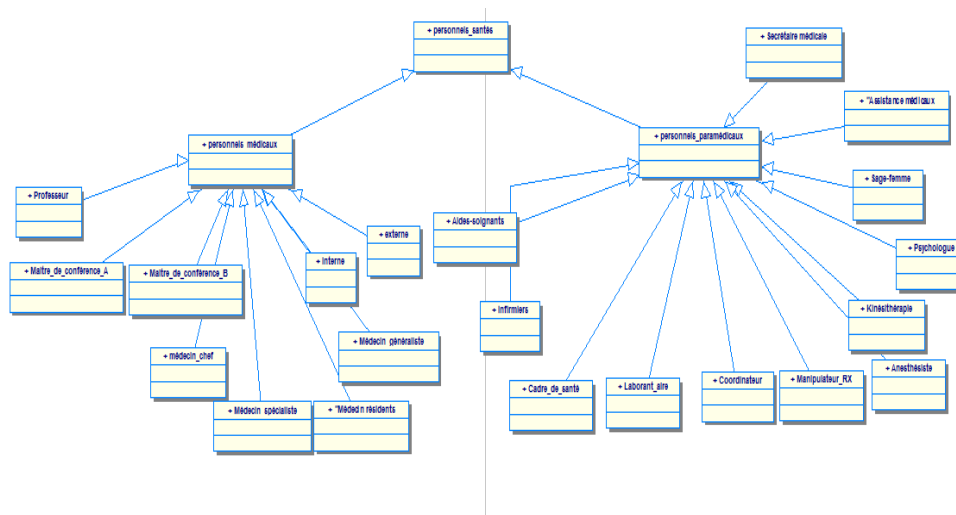 + personnels_santés
+ Secrétaire médicale
+ "Assistance médicaux
+ personnels_médicaux
+ personnels_paramédicaux
+ Professeur
+ Sage-femme
+ Aides-soignants
+ externe
+ Psychologue
+ Interne
+ Maitre_de_conférence_A
+ Maitre_de_conférence_B
+ Infirmiers
+ Kinésithérapie
+ Médecin_généraliste
+ médecin_chef
+ Anesthésiste
+ Cadre_de_santé
+ Laborant_aire
+ Coordinateur
+ Manipulateur_RX
+ Médecin_spécialiste
+ "Médedn résidents